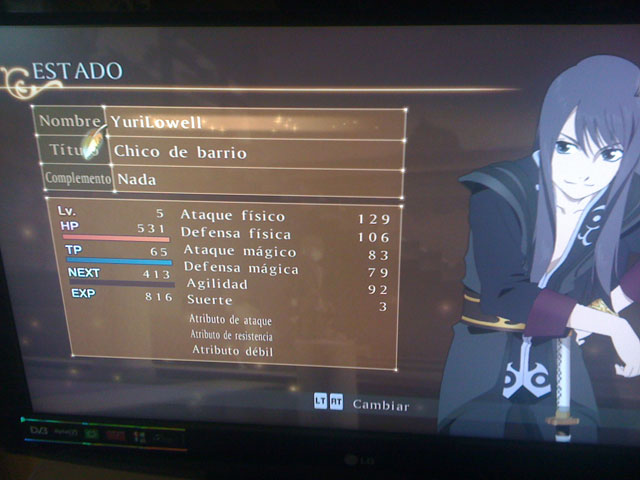 ESTADO
Nombre YuriLowell
Títu Chico de barrio
Complemento Nada
Lv. 5 Ataque físico 129
HP 531 Defensa física 106
TP 65 Ataque mágico 83
Defensa mágica 79
NEXT 413 Agilidad 92
EXP 816 Suerte 3
Atributo de ataque
Atributo de resistencia
Atributo débil
LT RT Cambiar
LG